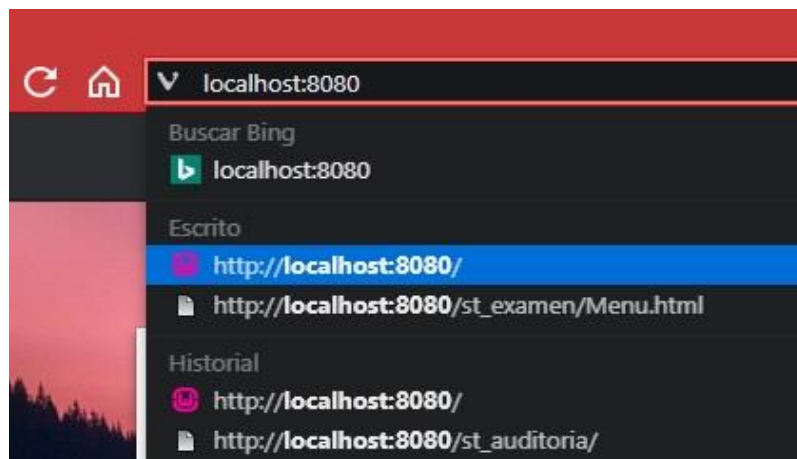 localhost:8080
Buscar Bing
localhost:8080
Escrito
http://localhost:8080/
http://localhost:8080/st_examen/Menu.html
Historial
http://localhost:8080/
http://localhost:8080/st_auditoria/